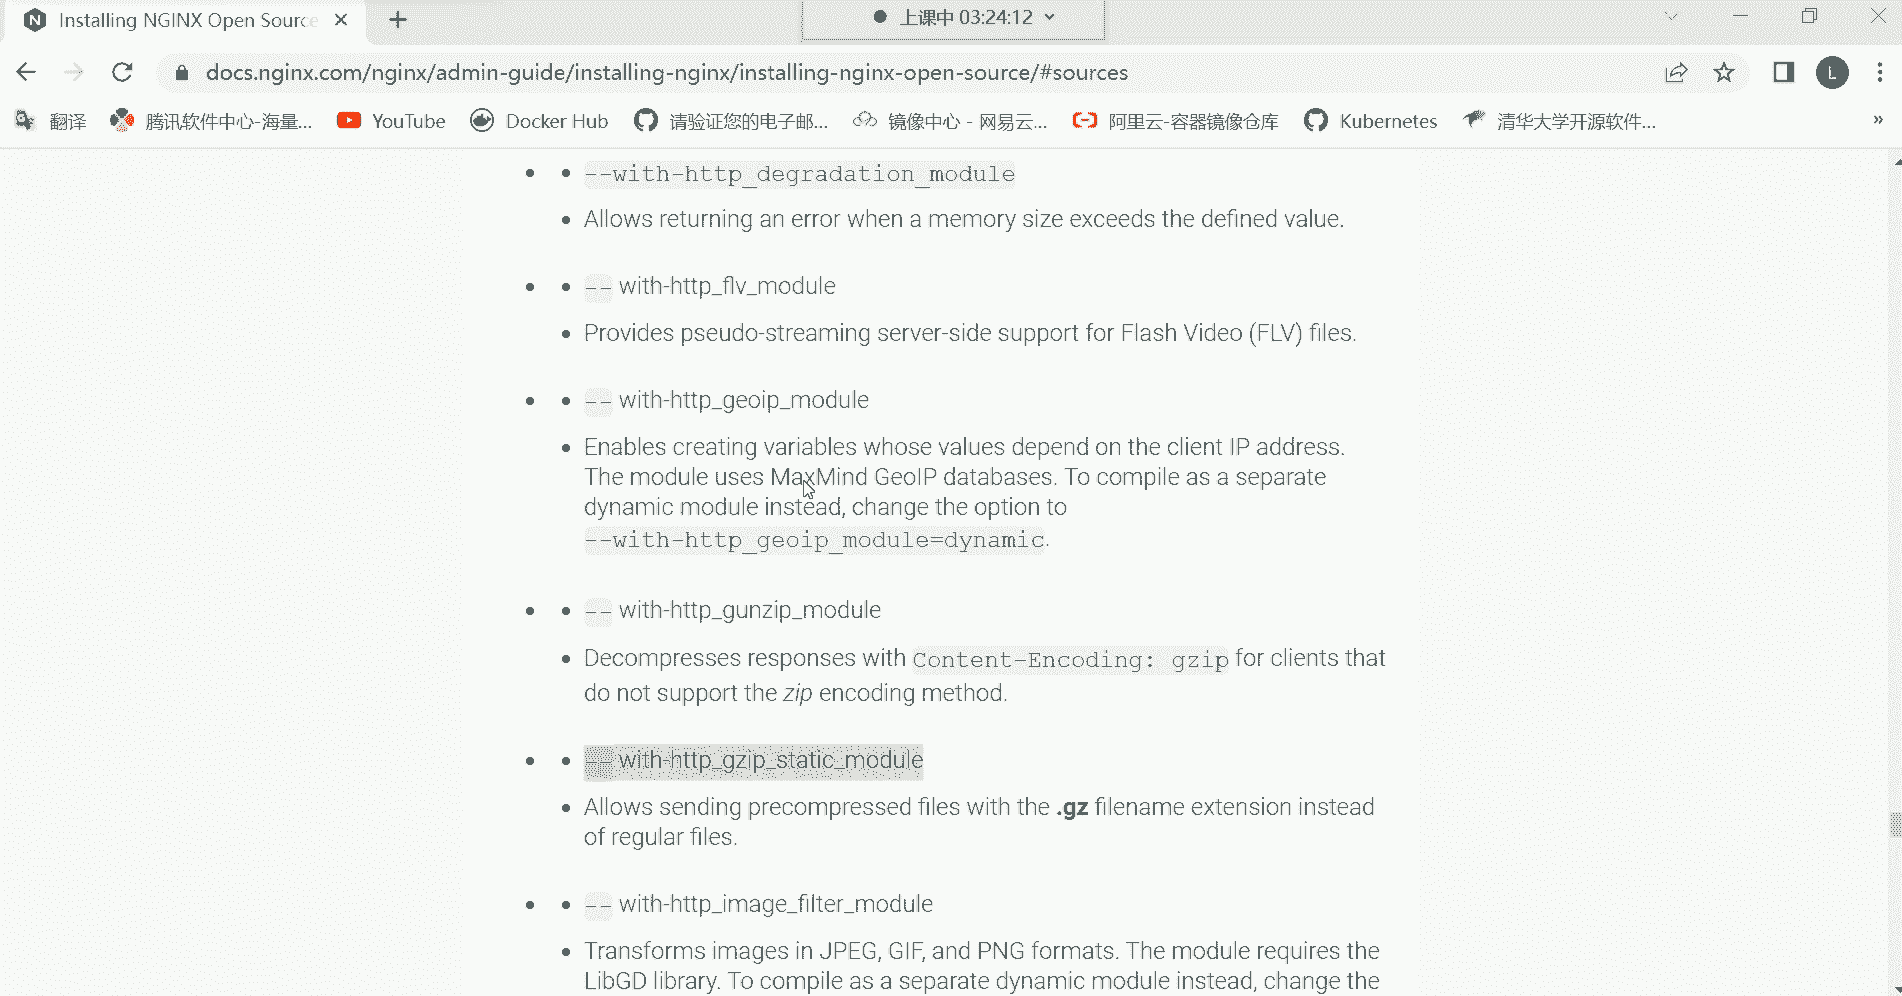 Installing NGINX Open Source
上课中 03:24:12
docs.nginx.com/nginx/admin-guide/installing-nginx/installing-nginx-open-source/#sources
L
翻译 腾讯软件中心-海量... YouTube Docker Hub 请验证您的电子邮... 镜像中心 - 网易云... 阿里云-容器镜像仓库 Kubernetes 清华大学开源软件... »
--with-http_degradation_module
Allows returning an error when a memory size exceeds the defined value.
-- with-http_flv_module
Provides pseudo-streaming server-side support for Flash Video (FLV) files.
-- with-http_geoip_module
Enables creating variables whose values depend on the client IP address.
The module uses MaxMind GeoIP databases. To compile as a separate
dynamic module instead, change the option to
--with-http_geoip_module=dynamic.
-- with-http_gunzip_module
Decompresses responses with Content-Encoding: gzip for clients that
do not support the zip encoding method.
-- with-http_gzip_static_module
Allows sending precompressed files with the .gz filename extension instead
of regular files.
-- with-http_image_filter_module
Transforms images in JPEG, GIF, and PNG formats. The module requires the
LibGD library. To compile as a separate dynamic module instead, change the